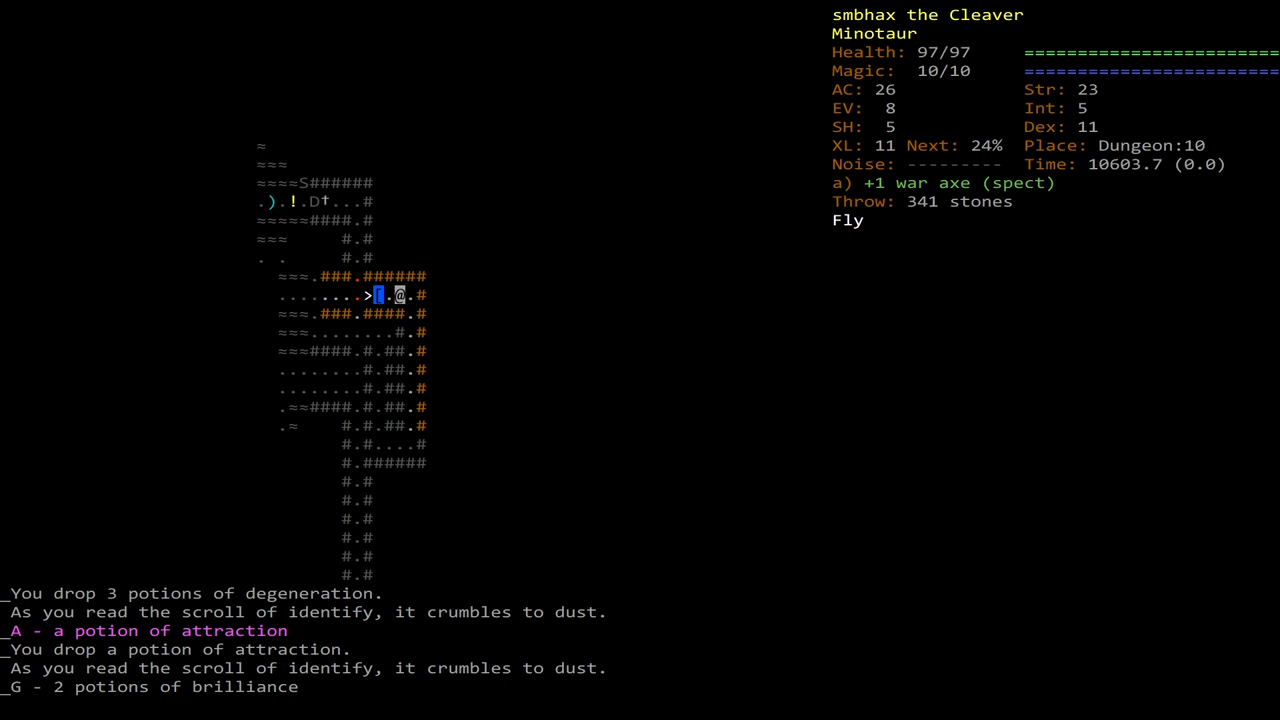 smbhax the Cleaver
Minotaur
Health: 97/97 ========================
Magic:  10/10 ========================
AC: 26 Str: 23
EV:  8 Int: 5
SH:  5 Dex: 11
XL: 11 Next: 24% Place: Dungeon:10
Noise: --------- Time: 10603.7 (0.0)
a) +1 war axe (spect)
Throw: 341 stones
Fly
≈
≈≈≈
≈≈≈≈S######
.).!.D†...#
≈≈≈≈≈####.#
≈≈≈     #.#
. .     #.#
≈≈≈.###.######
.......>[.@.#
≈≈≈.###.####.#
≈≈≈........#.#
≈≈≈####.#.##.#
........#.##.#
........#.##.#
.≈≈####.#.##.#
.≈    #.#.##.#
#.#....#
#.######
#.#
#.#
#.#
#.#
#.#
#.#
_You drop 3 potions of degeneration.
As you read the scroll of identify, it crumbles to dust.
_A - a potion of attraction
_You drop a potion of attraction.
As you read the scroll of identify, it crumbles to dust.
_G - 2 potions of brilliance